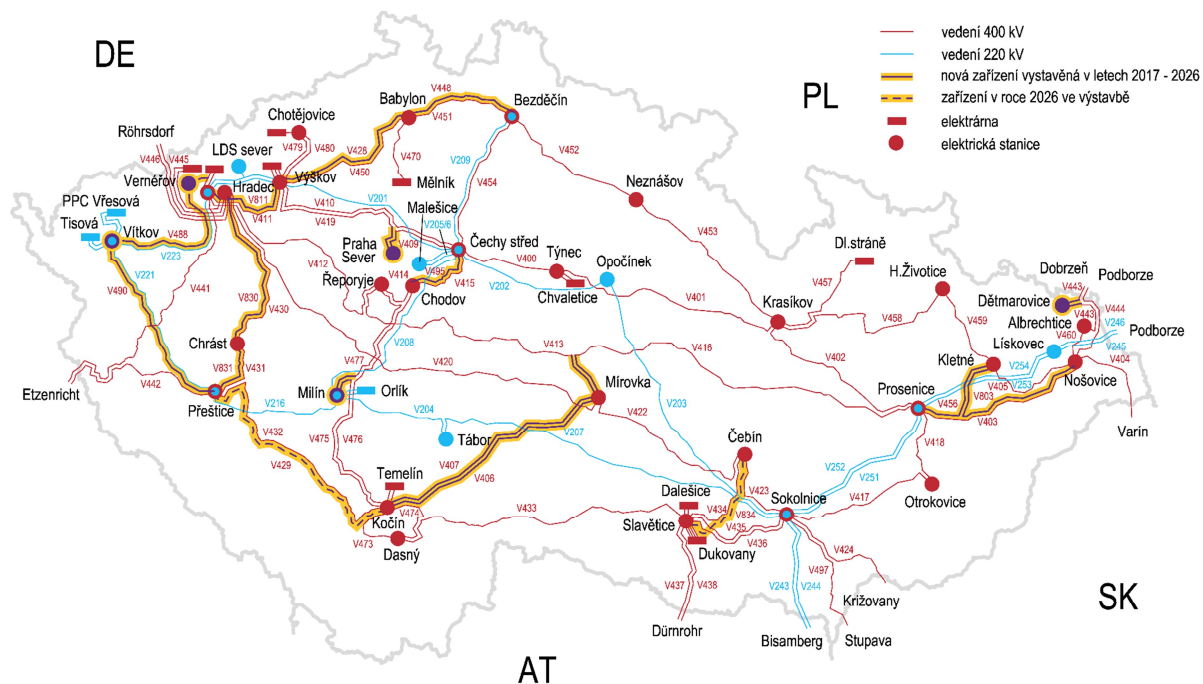 DE
PL
SK
AT
vedení 400 kV
vedení 220 kV
nová zařízení vystavěná v letech 2017 - 2026
zařízení v roce 2026 ve výstavbě
elektrárna
elektrická stanice
V448
Babylon
V451
Bezděčín
Chotějovice
Röhrsdorf
LDS sever
V479
V480
V428
V450
V446
V445
Vernéřov
Hradec
Výškov
V470
Mělník
V209
V454
V452
Neznášov
PPC Vřesová
Tisová
Vítkov
V811
V411
V410
V419
V201
Malešice
V205/6
V488
V223
Praha
Sever
V409
Čechy střed
V453
Dl.stráně
V221
V490
V441
V412
Řeporyje
V414
V495
V415
Chodov
V400
Týnec
Chvaletice
Opočínek
V202
V401
Krasíkov
V457
H.Životice
V458
V459
Dobrzeń
Podborze
V443
Dětmarovice
V443
V444
Albrechtice
V460
V246
Lískovec
Podborze
V245
V830
V430
Chrást
V208
V413
V416
V402
Kletné
V254
V253
V404
V405
Nošovice
V803
V456
V403
Prosenice
Varín
Etzenricht
V442
V831
V431
Přeštice
V477
V420
Milín
Orlík
Mírovka
V422
V203
V216
V204
V207
Tábor
V432
V429
V475
V476
Čebín
V418
V252
V251
Otrokovice
V417
Temelín
V407
V406
Kočín
V474
V473
Dasný
V433
Dalešice
Slavětice
V434
V423
V834
V435
V436
Dukovany
Sokolnice
V437
V438
V243
V244
V424
V497
Križovany
Dürnrohr
Bisamberg
Stupava